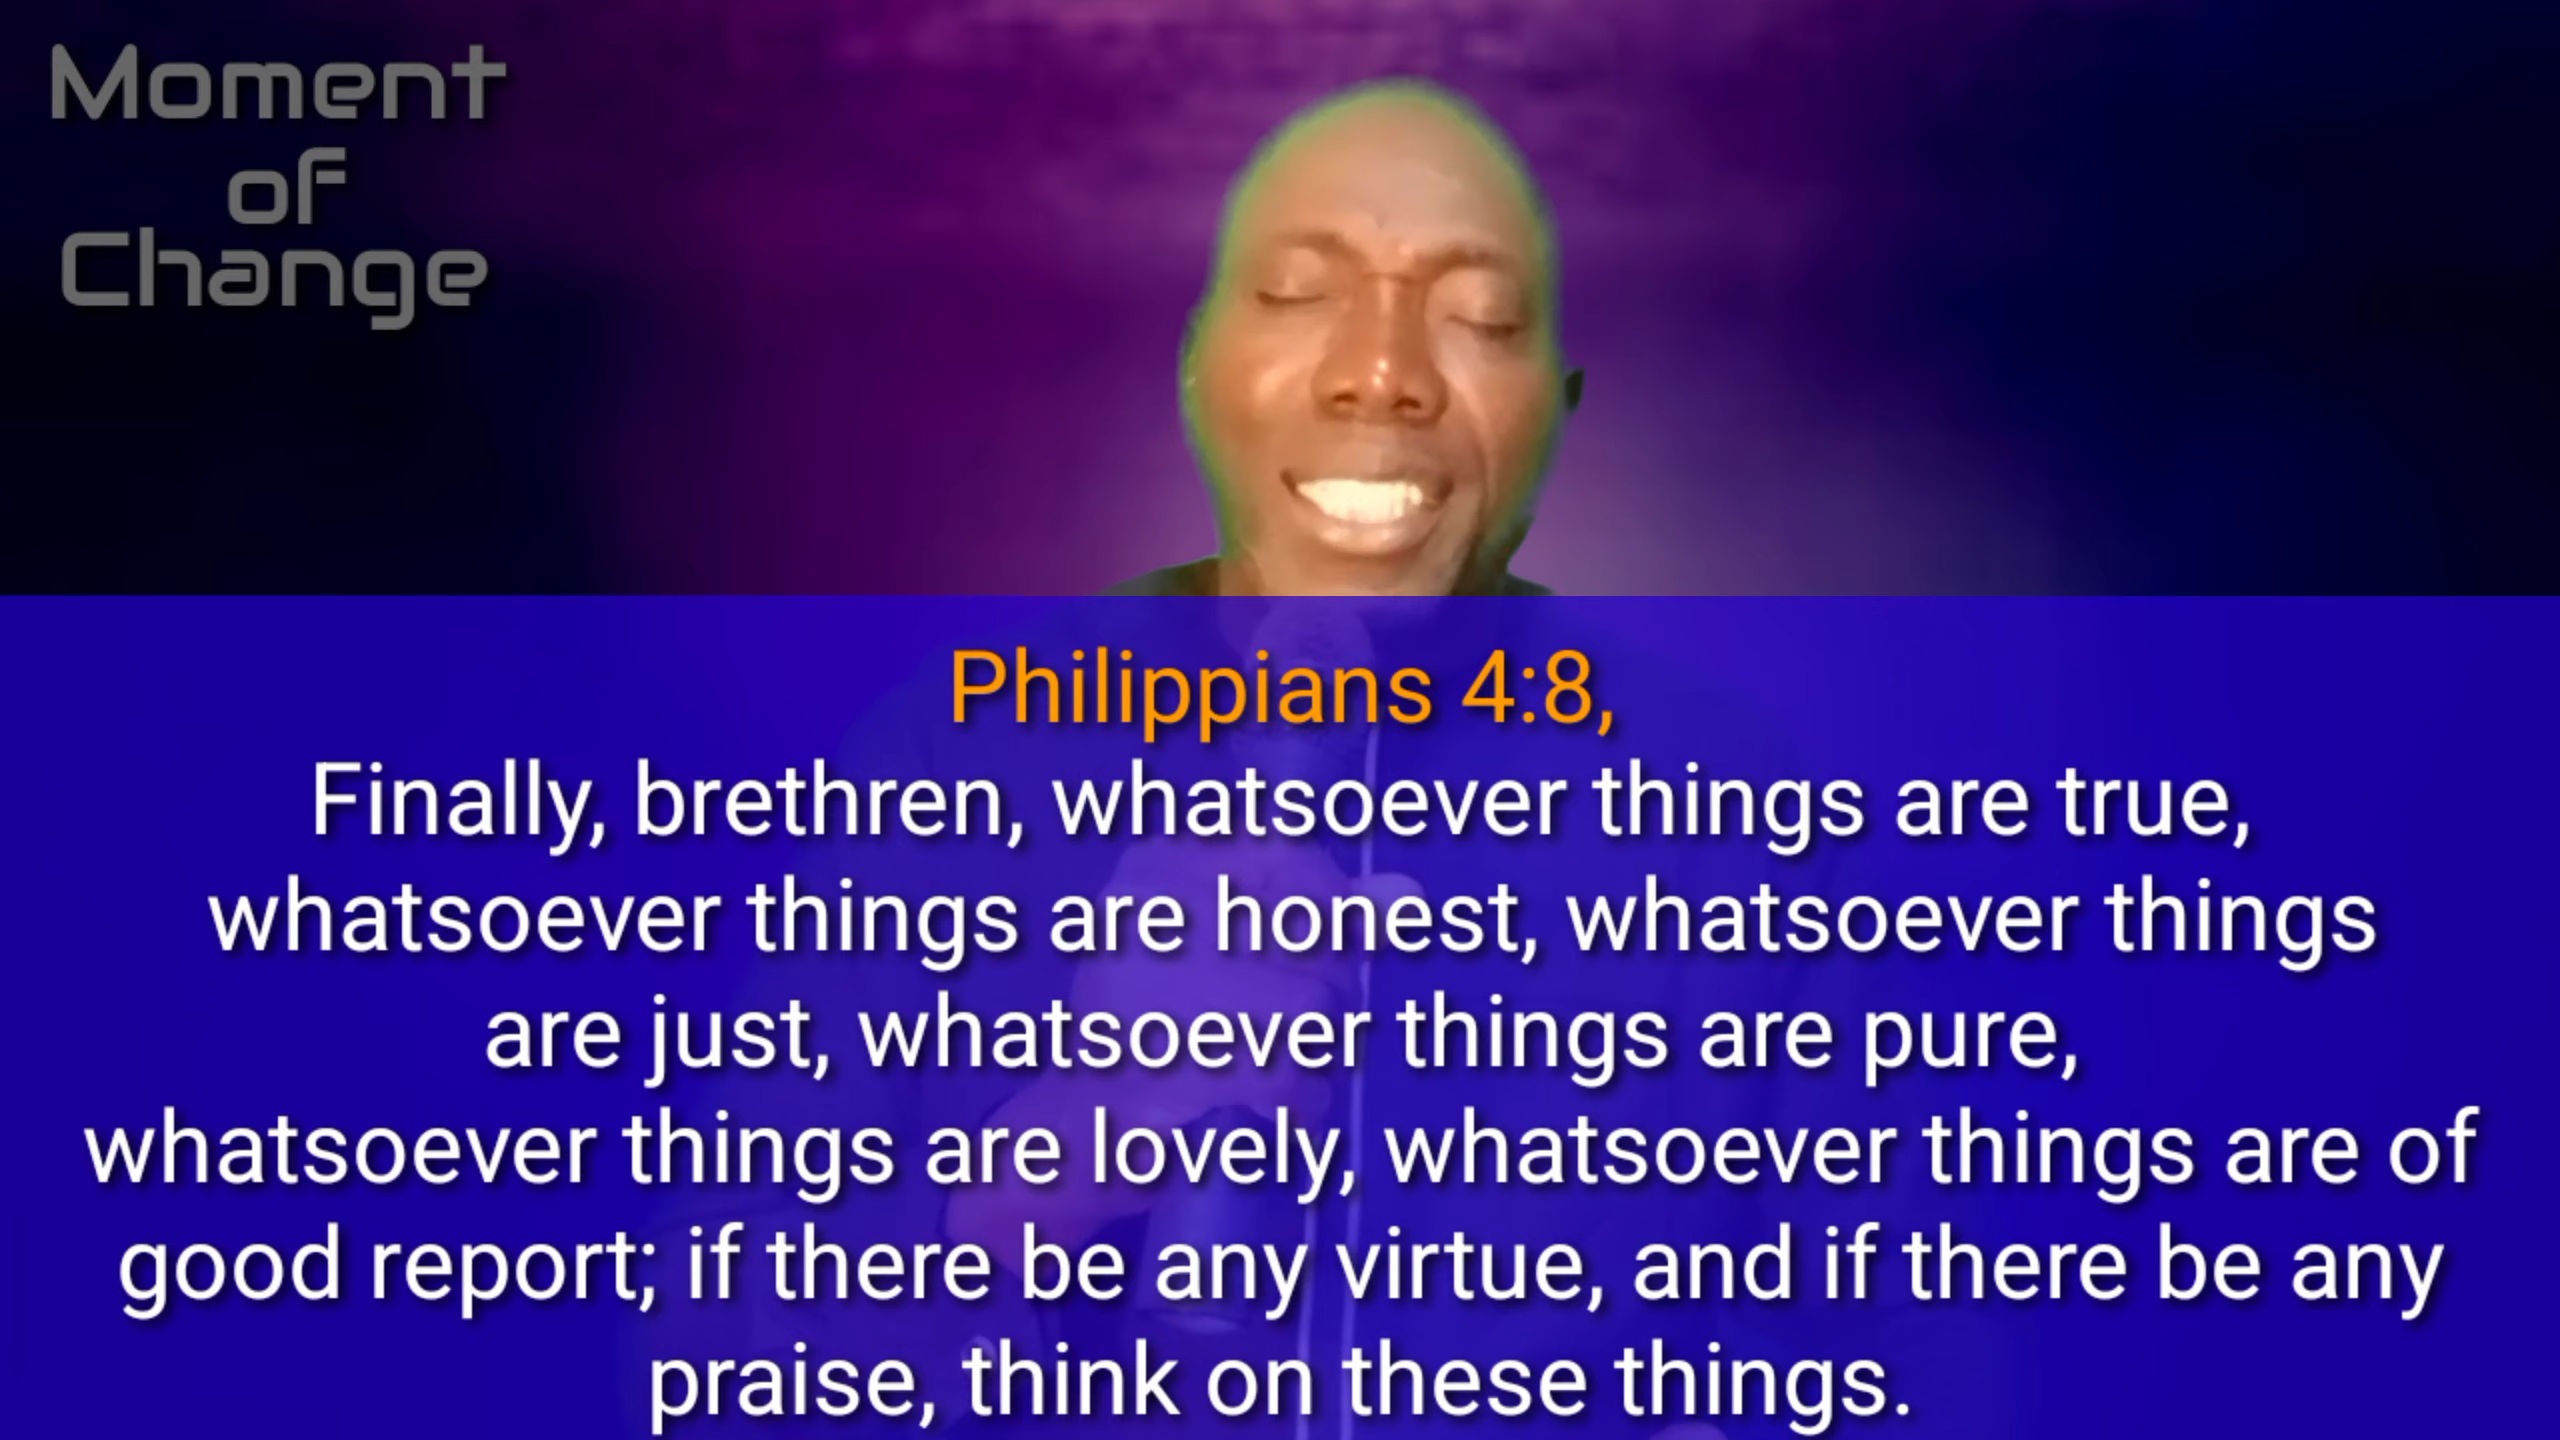 Moment
of
Change
Philippians 4:8,
Finally, brethren, whatsoever things are true,
whatsoever things are honest, whatsoever things
are just, whatsoever things are pure,
whatsoever things are lovely, whatsoever things are of
good report; if there be any virtue, and if there be any
praise, think on these things.